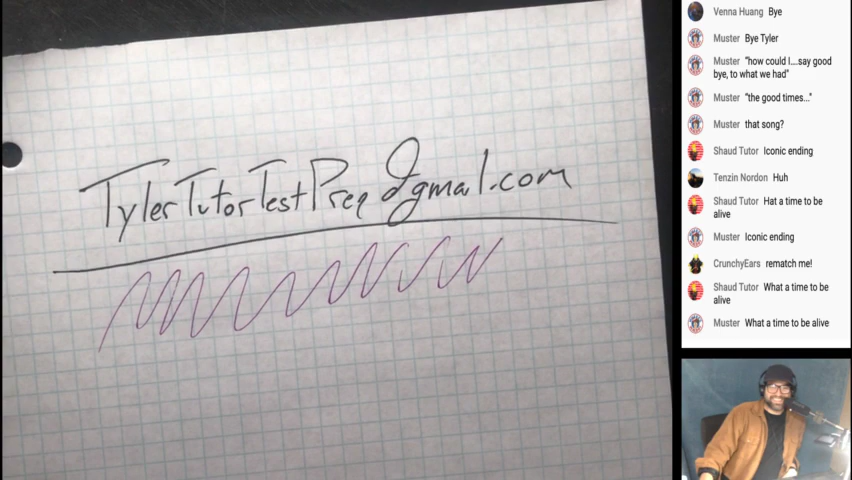 TylerTutorTestPrep@gmail.com
Venna Huang Bye
Muster Bye Tyler
Muster "how could I....say good
bye, to what we had"
Muster "the good times..."
Muster that song?
Shaud Tutor Iconic ending
Tenzin Nordon Huh
Shaud Tutor Hat a time to be
alive
Muster Iconic ending
CrunchyEars rematch me!
Shaud Tutor What a time to be
alive
Muster What a time to be alive